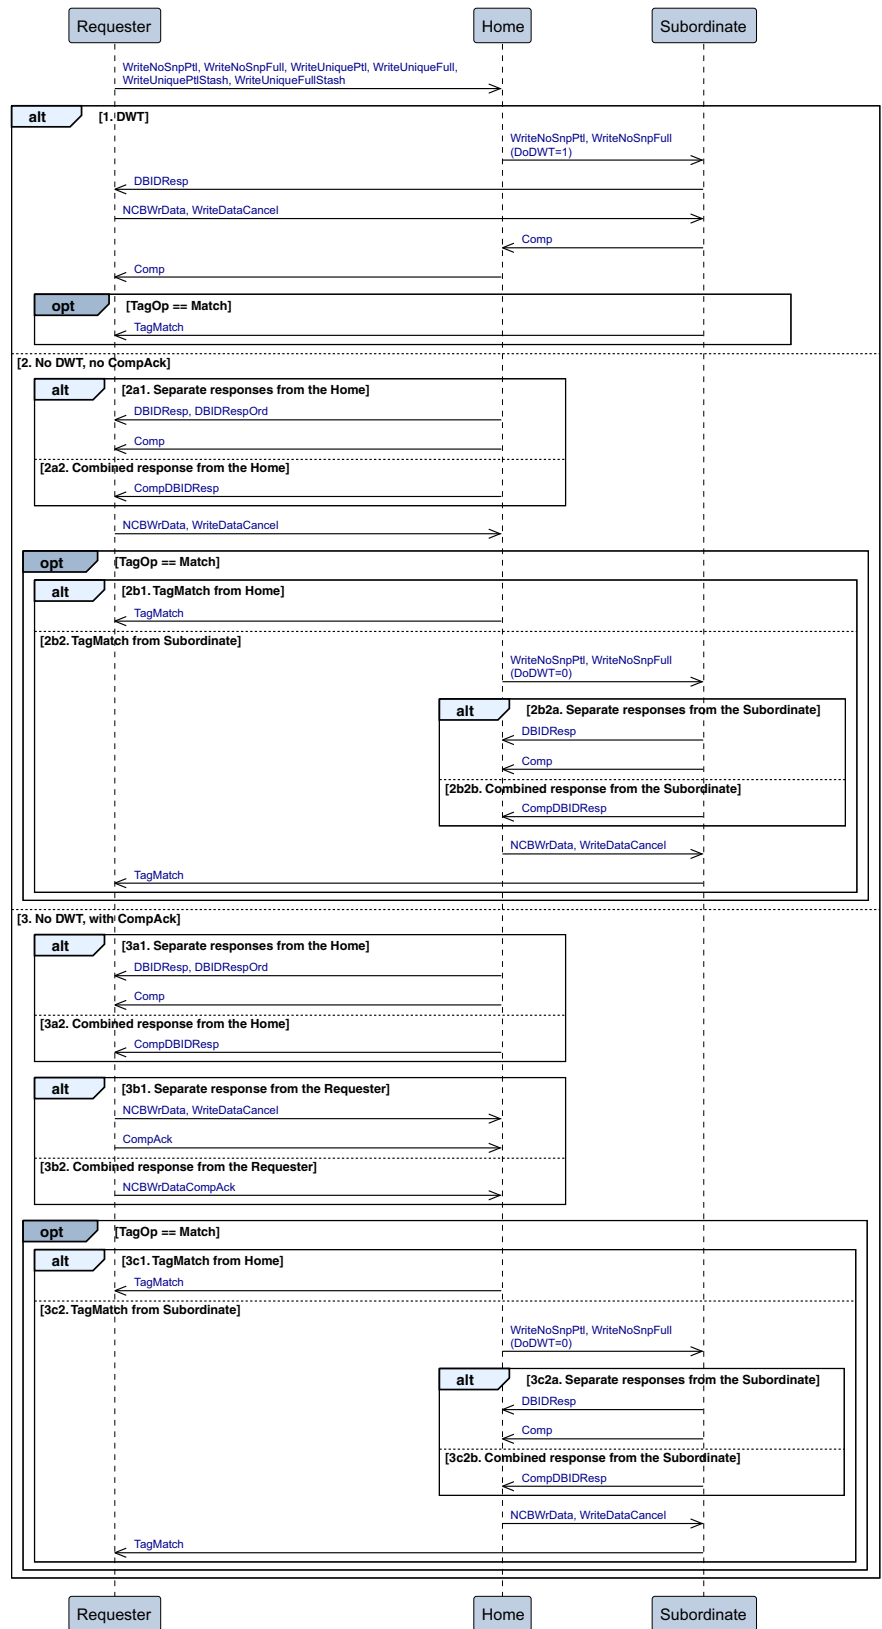 Requester
Home
Subordinate
WriteNoSnpPtl, WriteNoSnpFull, WriteUniquePtl, WriteUniqueFull,
WriteUniquePtlStash, WriteUniqueFullStash
alt
[1. DWT]
WriteNoSnpPtl, WriteNoSnpFull
(DoDWT=1)
DBIDResp
NCBWrData, WriteDataCancel
Comp
Comp
opt
[TagOp == Match]
TagMatch
[2. No DWT, no CompAck]
alt
[2a1. Separate responses from the Home]
DBIDResp, DBIDRespOrd
Comp
[2a2. Combined response from the Home]
CompDBIDResp
NCBWrData, WriteDataCancel
opt
[TagOp == Match]
alt
[2b1. TagMatch from Home]
TagMatch
[2b2. TagMatch from Subordinate]
WriteNoSnpPtl, WriteNoSnpFull
(DoDWT=0)
alt
[2b2a. Separate responses from the Subordinate]
DBIDResp
Comp
[2b2b. Combined response from the Subordinate]
CompDBIDResp
NCBWrData, WriteDataCancel
TagMatch
[3. No DWT, with CompAck]
alt
[3a1. Separate responses from the Home]
DBIDResp, DBIDRespOrd
Comp
[3a2. Combined response from the Home]
CompDBIDResp
alt
[3b1. Separate response from the Requester]
NCBWrData, WriteDataCancel
CompAck
[3b2. Combined response from the Requester]
NCBWrDataCompAck
opt
[TagOp == Match]
alt
[3c1. TagMatch from Home]
TagMatch
[3c2. TagMatch from Subordinate]
WriteNoSnpPtl, WriteNoSnpFull
(DoDWT=0)
alt
[3c2a. Separate responses from the Subordinate]
DBIDResp
Comp
[3c2b. Combined response from the Subordinate]
CompDBIDResp
NCBWrData, WriteDataCancel
TagMatch
Requester
Home
Subordinate